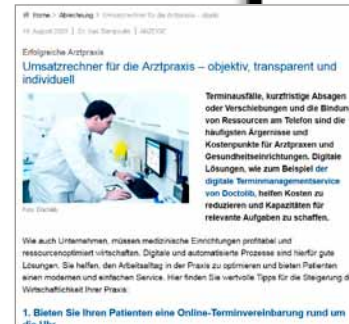 Home > Abrechnung > Umsatzrechner für die Arztpraxis – objekti
ANZEIGE
Erfolgreiche Arztpraxis
Umsatzrechner für die Arztpraxis – objektiv, transparent und
individuell
Terminausfälle, kurzfristige Absagen
oder Verschiebungen und die Bindun
von Ressourcen am Telefon sind die
häufigsten Ärgernisse und
Kostenpunkte für Arztpraxen und
Gesundheitseinrichtungen. Digitale
Lösungen, wie zum Beispiel der
digitale Terminmanagementservice
von Doctolib, helfen Kosten zu
reduzieren und Kapazitäten für
relevante Aufgaben zu schaffen.
Foto: Doctolib
Wie auch Unternehmen, müssen medizinische Einrichtungen profitabel und
ressourcenoptimiert wirtschaften. Digitale und automatisierte Prozesse sind hierfür gute
Lösungen. Sie helfen, den Arbeitsalltag in der Praxis zu optimieren und bieten Patienten
einen modernen und einfachen Service. Hier finden Sie wertvolle Tipps für die Steigerung d
Wirtschaftlichkeit Ihrer Praxis:
1. Bieten Sie Ihren Patienten eine Online-Terminvereinbarung rund um
die Uhr